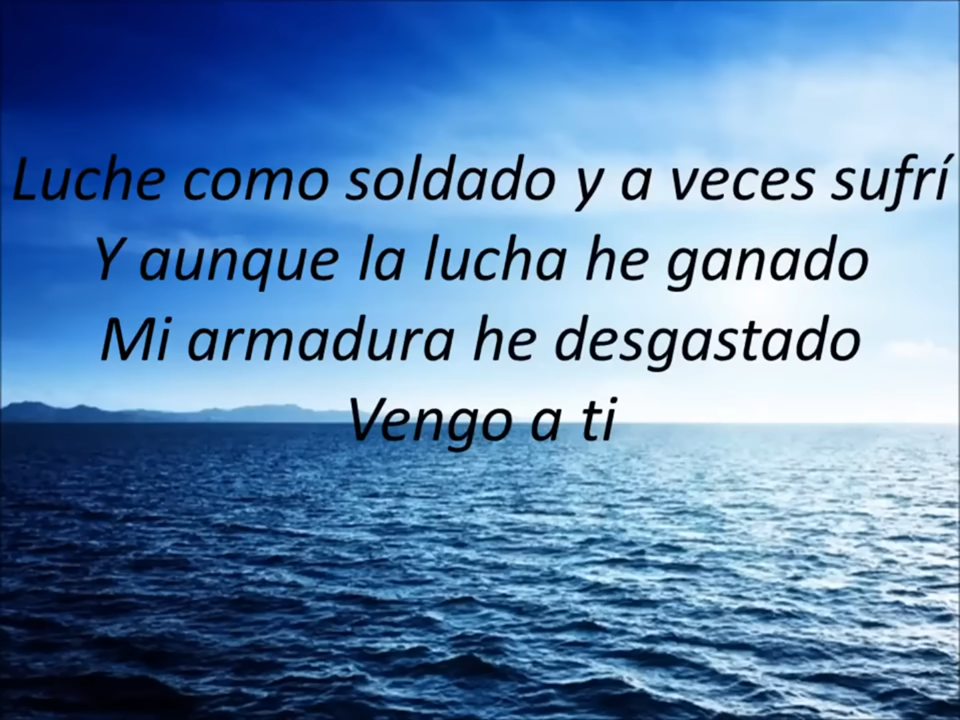 Luche como soldado y a veces sufrí
Y aunque la lucha he ganado
Mi armadura he desgastado
Vengo a ti